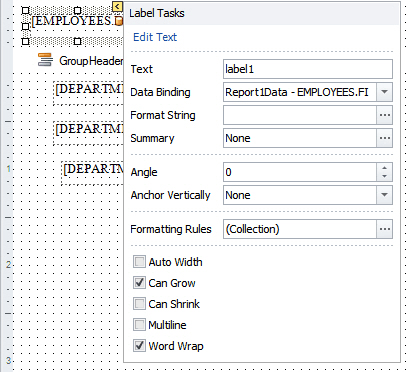 Label Tasks
[EMPLOYEES.
Edit Text
GroupHeader
Text label1
[DEPARTME
Data Binding Report1Data - EMPLOYEES.FI
Format String
[DEPARTME
Summary None
1
[DEPARTM
Angle 0
Anchor Vertically None
Formatting Rules (Collection)
2
Auto Width
Can Grow
Can Shrink
Multiline
Word Wrap
3